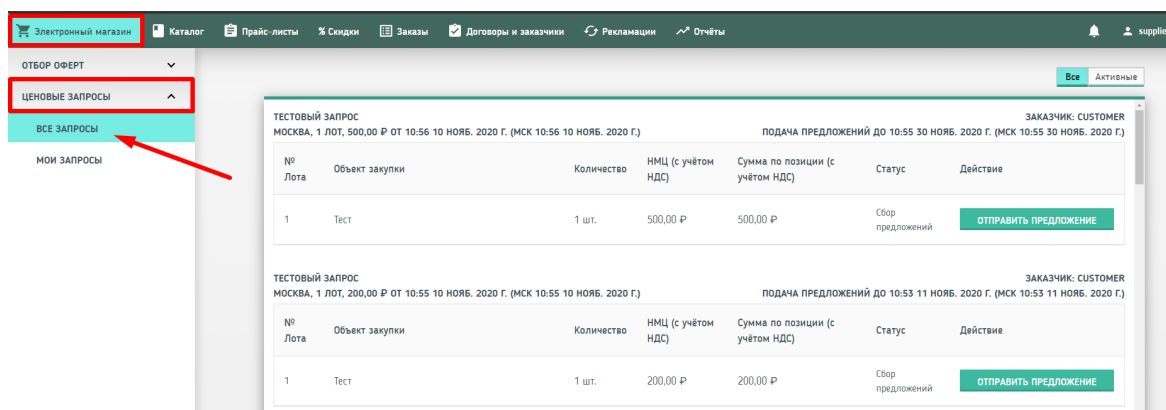 Электронный магазин Каталог Прайс-листы % Скидки Заказы Договоры и заказчики Рекламации Отчёты supplie
ОТБОР ОФЕРТ
Все Активные
ЦЕНОВЫЕ ЗАПРОСЫ
ВСЕ ЗАПРОСЫ
МОИ ЗАПРОСЫ
ТЕСТОВЫЙ ЗАПРОС ЗАКАЗЧИК: CUSTOMER
МОСКВА, 1 ЛОТ, 500,00 ₽ ОТ 10:56 10 НОЯБ. 2020 Г. (МСК 10:56 10 НОЯБ. 2020 Г.) ПОДАЧА ПРЕДЛОЖЕНИЙ ДО 10:55 30 НОЯБ. 2020 Г. (МСК 10:55 30 НОЯБ. 2020 Г.)
№ Лота Объект закупки Количество НМЦ (с учётом НДС) Сумма по позиции (с учётом НДС) Статус Действие
1 Тест 1 шт. 500,00 ₽ 500,00 ₽ Сбор предложений ОТПРАВИТЬ ПРЕДЛОЖЕНИЕ
ТЕСТОВЫЙ ЗАПРОС ЗАКАЗЧИК: CUSTOMER
МОСКВА, 1 ЛОТ, 200,00 ₽ ОТ 10:55 10 НОЯБ. 2020 Г. (МСК 10:55 10 НОЯБ. 2020 Г.) ПОДАЧА ПРЕДЛОЖЕНИЙ ДО 10:53 11 НОЯБ. 2020 Г. (МСК 10:53 11 НОЯБ. 2020 Г.)
№ Лота Объект закупки Количество НМЦ (с учётом НДС) Сумма по позиции (с учётом НДС) Статус Действие
1 Тест 1 шт. 200,00 ₽ 200,00 ₽ Сбор предложений ОТПРАВИТЬ ПРЕДЛОЖЕНИЕ